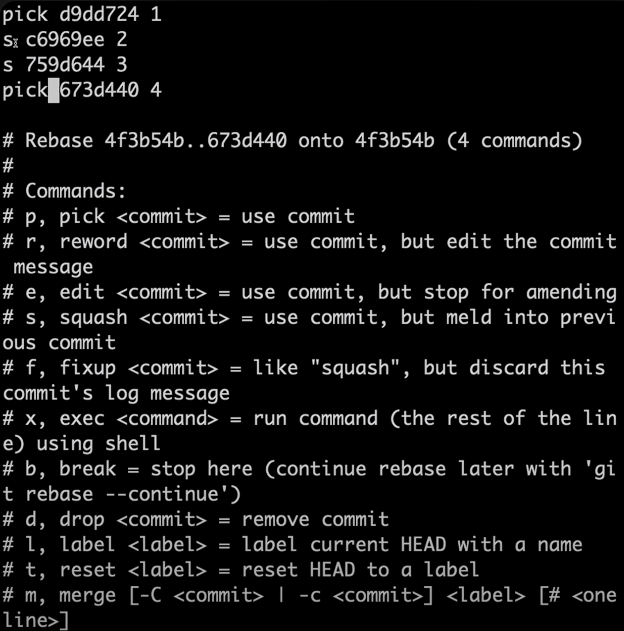 pick d9dd724 1
s c6969ee 2
s 759d644 3
pick 673d440 4
# Rebase 4f3b54b..673d440 onto 4f3b54b (4 commands)
#
# Commands:
# p, pick <commit> = use commit
# r, reword <commit> = use commit, but edit the commit
 message
# e, edit <commit> = use commit, but stop for amending
# s, squash <commit> = use commit, but meld into previ
ous commit
# f, fixup <commit> = like "squash", but discard this
commit's log message
# x, exec <command> = run command (the rest of the lin
e) using shell
# b, break = stop here (continue rebase later with 'gi
t rebase --continue')
# d, drop <commit> = remove commit
# l, label <label> = label current HEAD with a name
# t, reset <label> = reset HEAD to a label
# m, merge [-C <commit> | -c <commit>] <label> [# <one
line>]